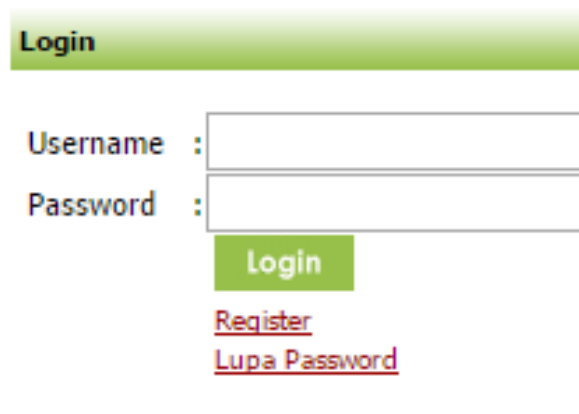 Login
Username :
Password :
Login
Register
Lupa Password